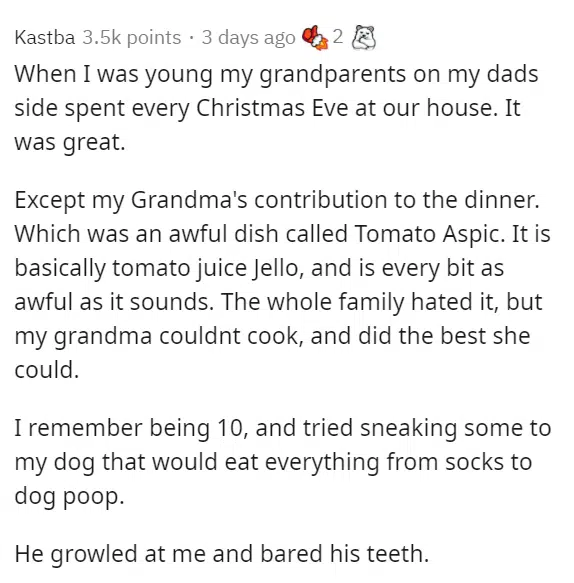 Kastba 3.5k points · 3 days ago 2
When I was young my grandparents on my dads
side spent every Christmas Eve at our house. It
was great.
Except my Grandma's contribution to the dinner.
Which was an awful dish called Tomato Aspic. It is
basically tomato juice Jello, and is every bit as
awful as it sounds. The whole family hated it, but
my grandma couldnt cook, and did the best she
could.
I remember being 10, and tried sneaking some to
my dog that would eat everything from socks to
dog poop.
He growled at me and bared his teeth.